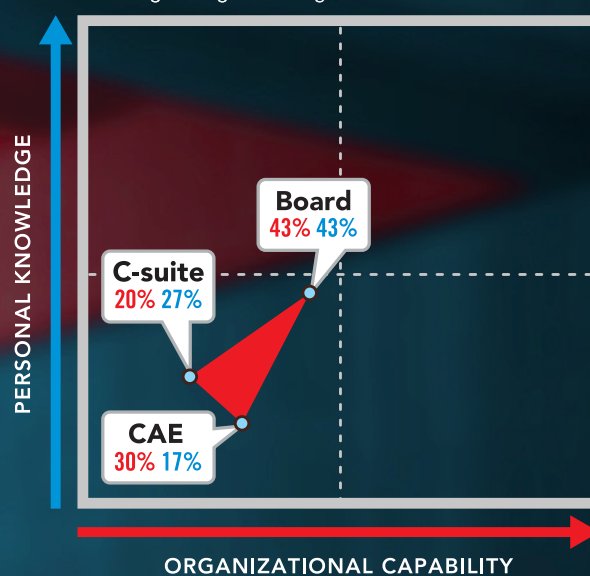 PERSONAL KNOWLEDGE
Board
43% 43%
C-suite
20% 27%
CAE
30% 17%
ORGANIZATIONAL CAPABILITY